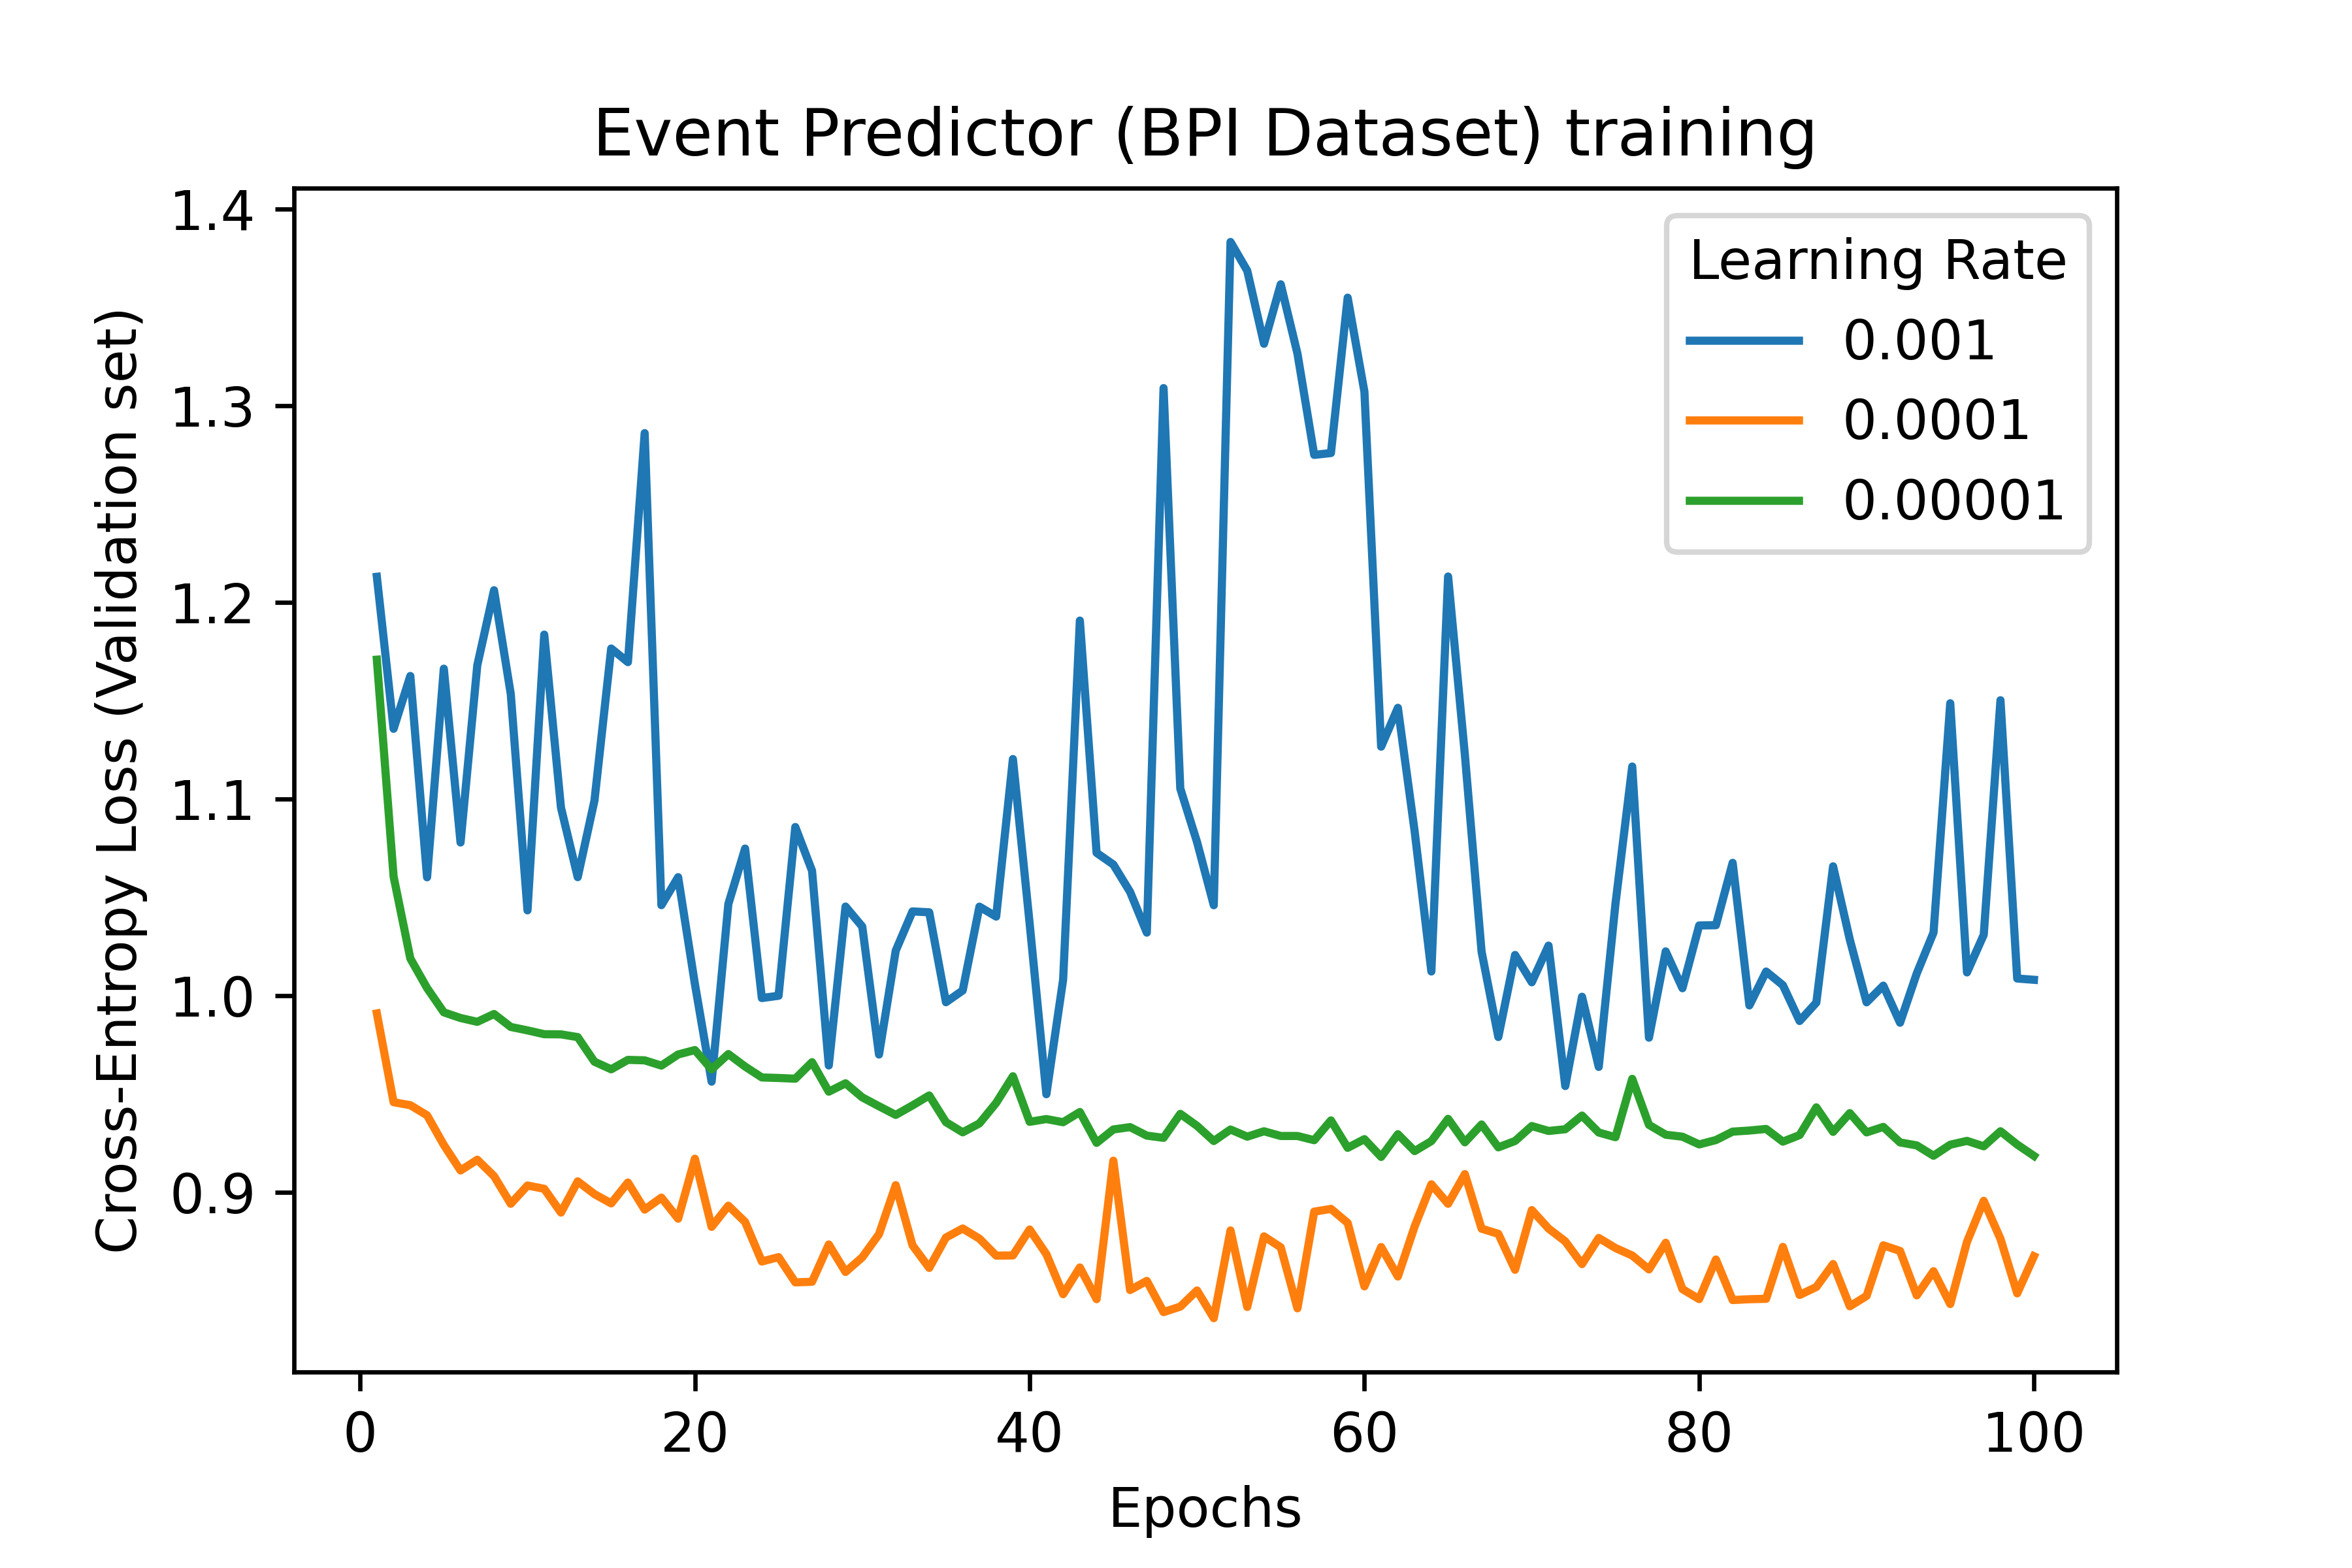 Event Predictor (BPI Dataset) training
Cross-Entropy Loss (Validation set)
1.4
1.3
1.2
1.1
1.0
0.9
Learning Rate
0.001
0.0001
0.00001
0 20 40 60 80 100
Epochs